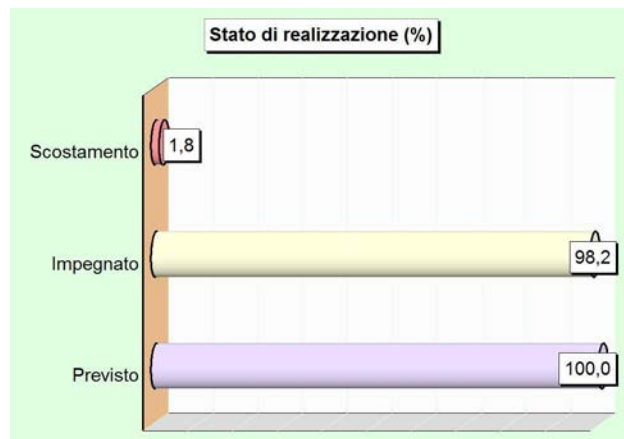 Stato di realizzazione (%)
Scostamento
1,8
Impegnato
98,2
Previsto
100,0